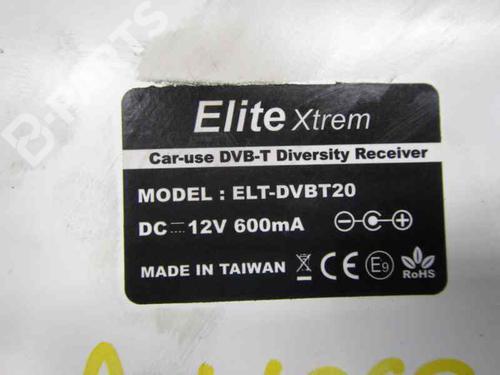 B-PARTS
Elite Xtrem
Car-use DVB-T Diversity Receiver
MODEL : ELT-DVBT20
DC 12V 600mA
MADE IN TAIWAN CE E9 RoHS